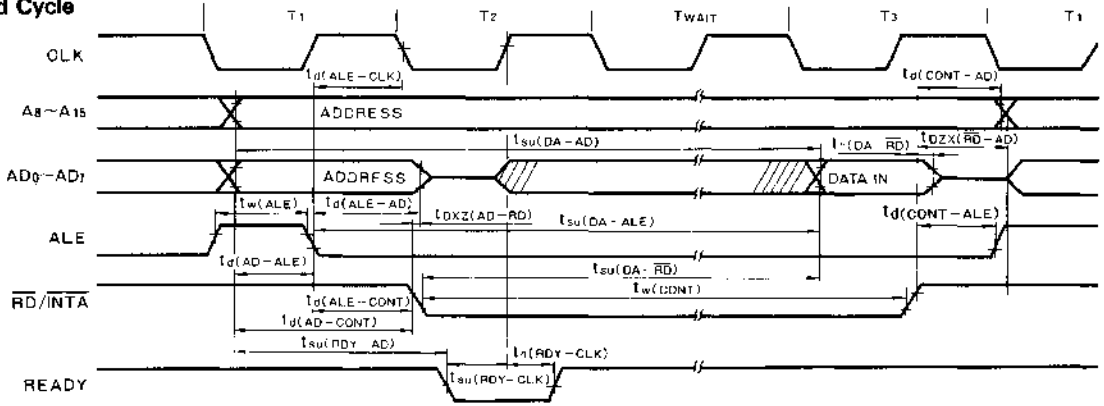 d Cycle
T1 T2 TWAIT T3 T1
CLK
td(ALE-CLK) td(CONT-AD)
A8~A15 ADDRESS
tsu(DA-AD) tDZX(RD-AD)
th(DA-RD)
AD0~AD7 ADDRESS DATA IN
tw(ALE) td(ALE-AD) tDXZ(AD-RD) tsu(DA-ALE) td(CONT-ALE)
ALE
td(AD-ALE) tsu(DA-RD)
RD/INTA tw(CONT)
td(ALE-CONT)
td(AD-CONT)
tsu(RDY-AD) th(RDY-CLK)
READY tsu(RDY-CLK)